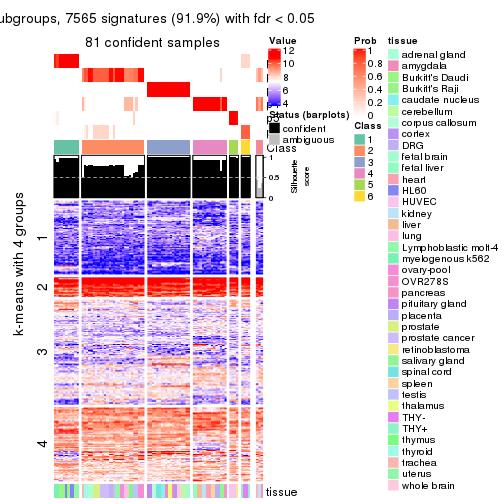 ubgroups, 7565 signatures (91.9%) with fdr < 0.05
81 confident samples
Class
1
0.5
0
Silhouette
score
k-means with 4 groups
1
2
3
4
tissue
Value
12
10
8
6
4
Status (barplots)
confident
ambiguous
Prob
1
0.8
0.6
0.4
0.2
0
Class
1
2
3
4
5
6
tissue
adrenal gland
amygdala
Burkitt's Daudi
Burkitt's Raji
caudate nucleus
cerebellum
corpus callosum
cortex
DRG
fetal brain
fetal liver
heart
HL60
HUVEC
kidney
liver
lung
Lymphoblastic molt-4
myelogenous k562
ovary-pool
OVR278S
pancreas
pituitary gland
placenta
prostate
prostate cancer
retinoblastoma
salivary gland
spinal cord
spleen
testis
thalamus
THY-
THY+
thymus
thyroid
trachea
uterus
whole brain